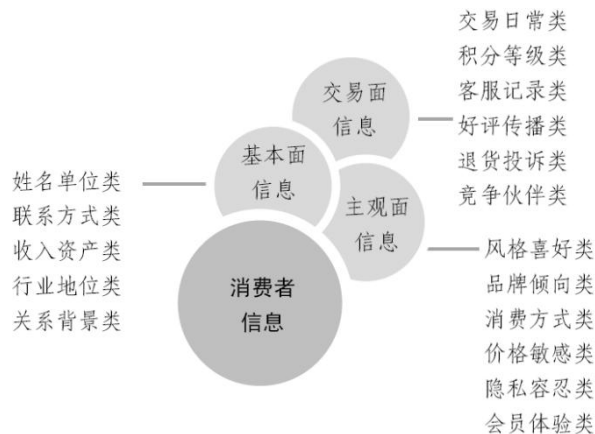 交易日常类
积分等级类
客服记录类
好评传播类
退货投诉类
竞争伙伴类
交易面
信息
基本面
信息
姓名单位类
联系方式类
收入资产类
行业地位类
关系背景类
主观面
信息
风格喜好类
品牌倾向类
消费方式类
价格敏感类
隐私容忍类
会员体验类
消费者
信息